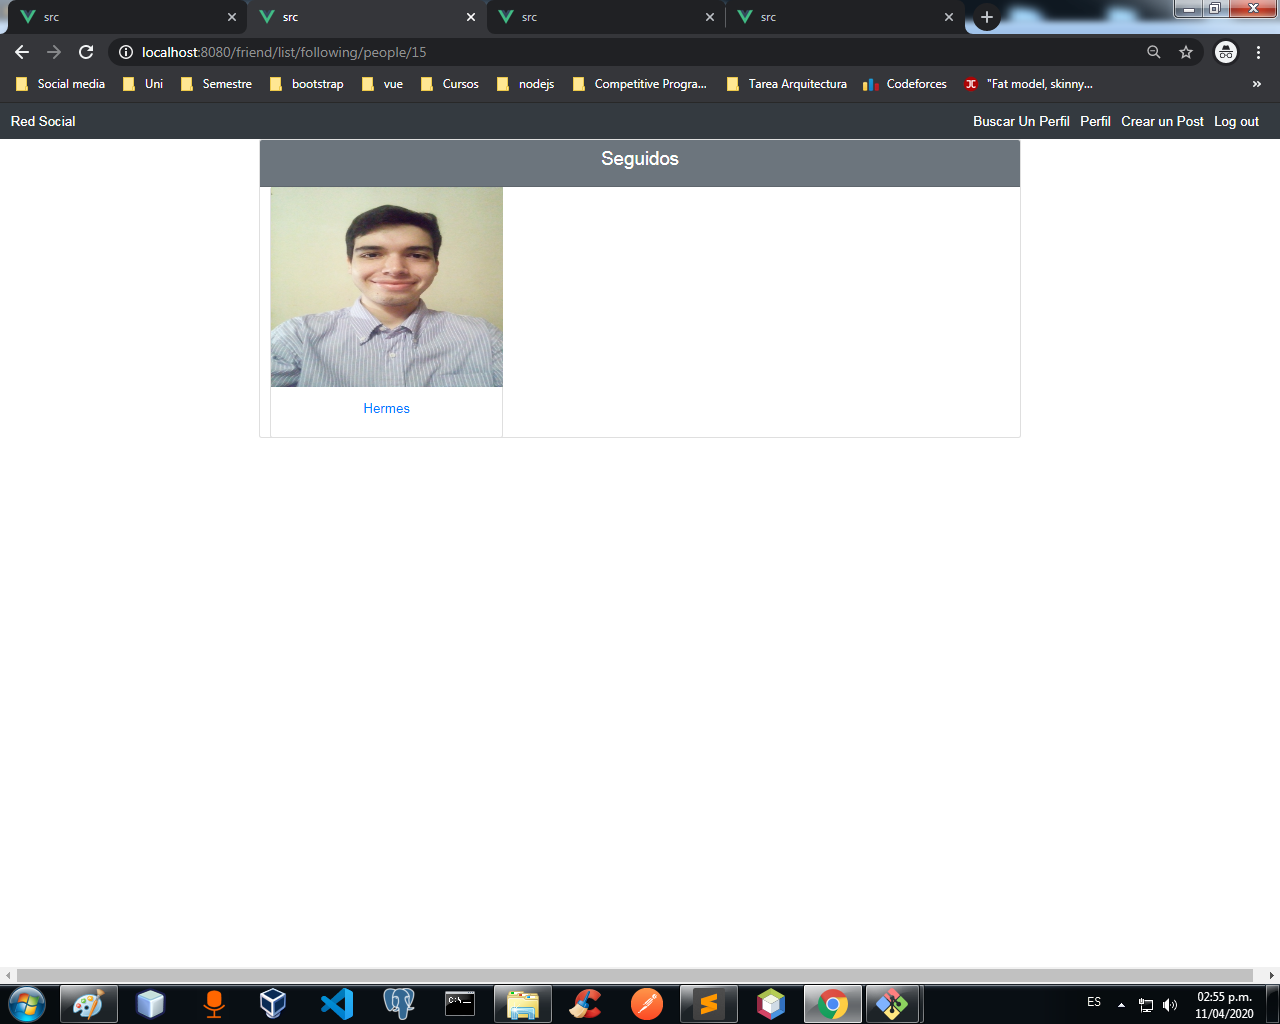 src
src
src
src
localhost:8080/friend/list/following/people/15
Social media
Uni
Semestre
bootstrap
vue
Cursos
nodejs
Competitive Progra...
Tarea Arquitectura
Codeforces
"Fat model, skinny...
»
Red Social
Buscar Un Perfil
Perfil
Crear un Post
Log out
Seguidos
Hermes
C:\_
ES
02:55 p.m.
11/04/2020